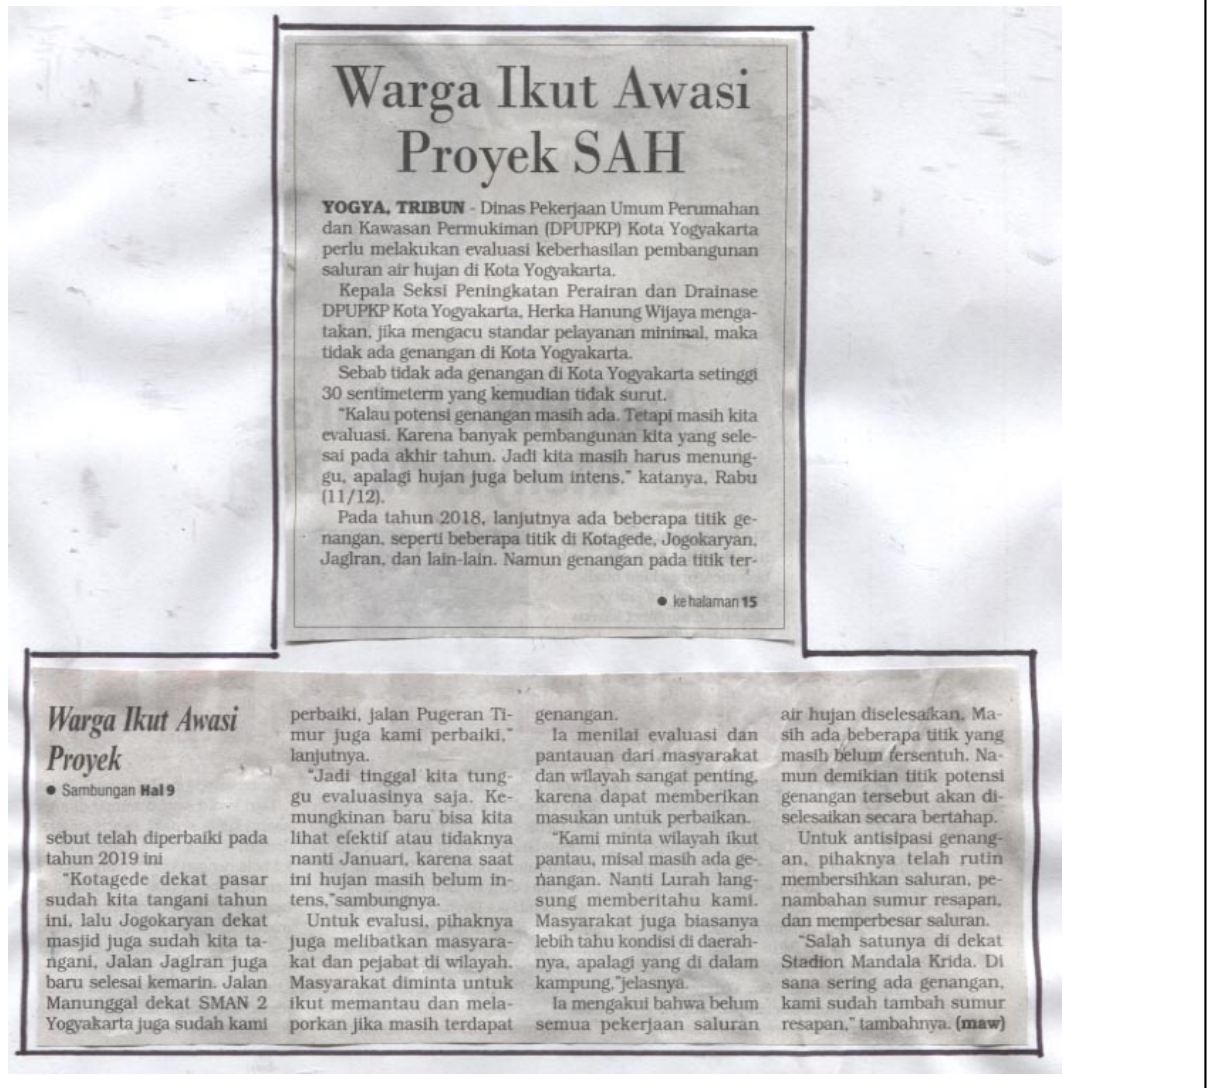 Warga Ikut Awasi
Proyek SAH
YOGYA, TRIBUN - Dinas Pekerjaan Umum Perumahan
dan Kawasan Permukiman (DPUPKP) Kota Yogyakarta
perlu melakukan evaluasi keberhasilan pembangunan
saluran air hujan di Kota Yogyakarta.
Kepala Seksi Peningkatan Perairan dan Drainase
DPUPKP Kota Yogyakarta, Herka Hanung Wijaya menga-
takan, jika mengacu standar pelayanan minimal, maka
tidak ada genangan di Kota Yogyakarta.
Sebab tidak ada genangan di Kota Yogyakarta setinggi
30 sentimeterm yang kemudian tidak surut.
"Kalau potensi genangan masih ada. Tetapi masih kita
evaluasi. Karena banyak pembangunan kita yang sele-
sai pada akhir tahun. Jadi kita masih harus menung-
gu, apalagi hujan juga belum intens," katanya, Rabu
(11/12).
Pada tahun 2018, lanjutnya ada beberapa titik ge-
nangan, seperti beberapa titik di Kotagede, Jogokaryan,
Jaglran, dan lain-lain. Namun genangan pada titik ter-
● ke halaman 15
Warga Ikut Awasi
Proyek
● Sambungan Hal 9
sebut telah diperbaiki pada
tahun 2019 ini
"Kotagede dekat pasar
sudah kita tangani tahun
ini, lalu Jogokaryan dekat
masjid juga sudah kita ta-
ngani, Jalan Jaglran juga
baru selesai kemarin. Jalan
Manunggal dekat SMAN 2
Yogyakarta juga sudah kami
perbaiki, jalan Pugeran Ti-
mur juga kami perbaiki,"
lanjutnya.
"Jadi tinggal kita tung-
gu evaluasinya saja. Ke-
mungkinan baru bisa kita
lihat efektif atau tidaknya
nanti Januari, karena saat
ini hujan masih belum in-
tens,"sambungnya.
Untuk evalusi, pihaknya
juga melibatkan masyara-
kat dan pejabat di wilayah.
Masyarakat diminta untuk
ikut memantau dan mela-
porkan jika masih terdapat
genangan.
Ia menilai evaluasi dan
pantauan dari masyarakat
dan wilayah sangat penting,
karena dapat memberikan
masukan untuk perbaikan.
"Kami minta wilayah ikut
pantau, misal masih ada ge-
nangan. Nanti Lurah lang-
sung memberitahu kami.
Masyarakat juga biasanya
lebih tahu kondisi di daerah-
nya, apalagi yang di dalam
kampung,"jelasnya.
Ia mengakui bahwa belum
semua pekerjaan saluran
air hujan diselesaikan. Ma-
sih ada beberapa titik yang
masih belum tersentuh. Na-
mun demikian titik potensi
genangan tersebut akan di-
selesaikan secara bertahap.
Untuk antisipasi genang-
an, pihaknya telah rutin
membersihkan saluran, pe-
nambahan sumur resapan,
dan memperbesar saluran.
"Salah satunya di dekat
Stadion Mandala Krida. Di
sana sering ada genangan,
kami sudah tambah sumur
resapan," tambahnya. (maw)